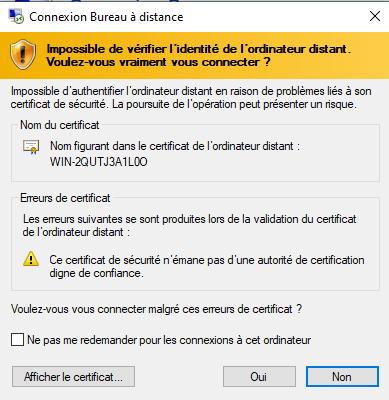 Connexion Bureau à distance
Impossible de vérifier l'identité de l'ordinateur distant.
Voulez-vous vraiment vous connecter ?
Impossible d'authentifier l'ordinateur distant en raison de problèmes liés à son
certificat de sécurité. La poursuite de l'opération peut présenter un risque.
Nom du certificat
Nom figurant dans le certificat de l'ordinateur distant :
WIN-2QUTJ3A1L0O
Erreurs de certificat
Les erreurs suivantes se sont produites lors de la validation du certificat
de l'ordinateur distant :
Ce certificat de sécurité n'émane pas d'une autorité de certification
digne de confiance.
Voulez-vous vous connecter malgré ces erreurs de certificat ?
Ne pas me redemander pour les connexions à cet ordinateur
Afficher le certificat...
Oui
Non